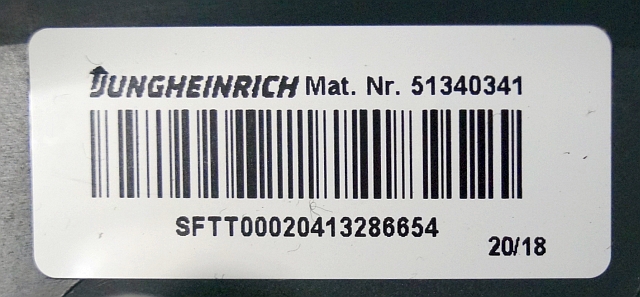 JUNGHEINRICH Mat. Nr. 51340341
SFTT00020413286654
20/18